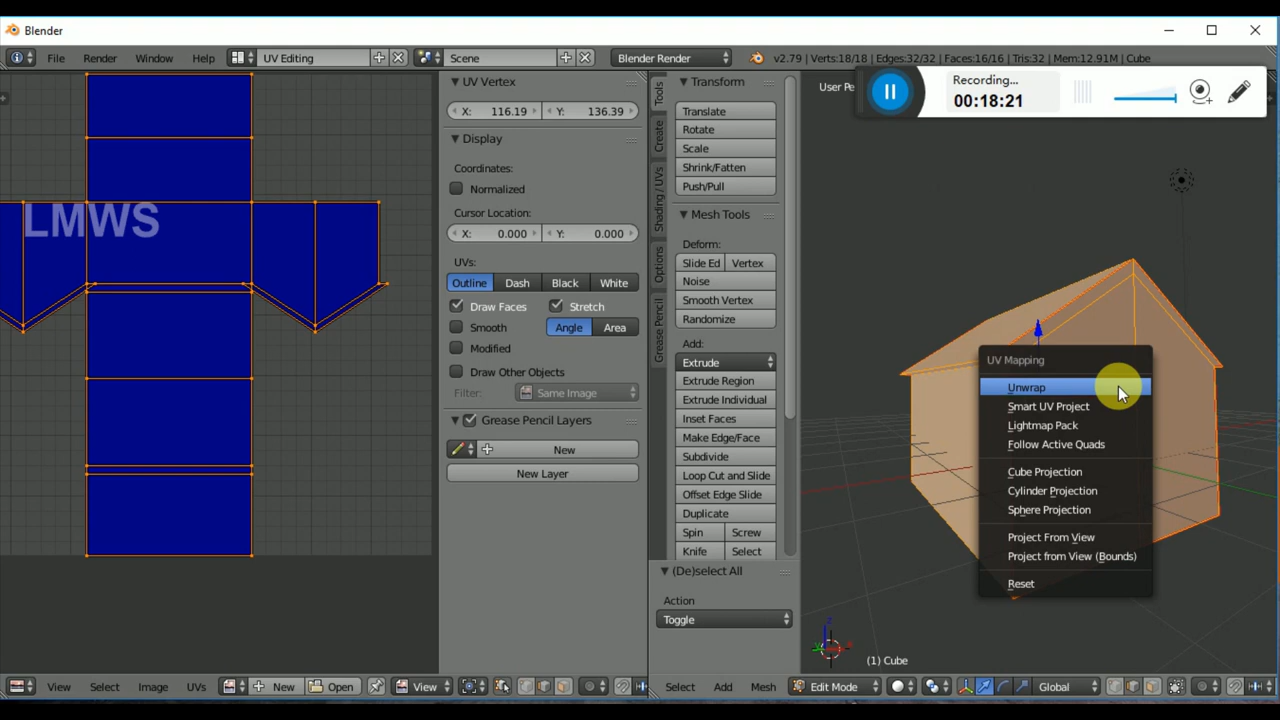 Blender
File Render Window Help UV Editing Scene Blender Render v2.79 | Verts:18/18 | Edges:32/32 | Faces:16/16 | Tris:32 | Mem:12.91M | Cube
Recording...
00:18:21
User Pe
LMWS
UV Vertex
X: 116.19 Y: 136.39
Display
Coordinates:
Normalized
Cursor Location:
X: 0.000 Y: 0.000
UVs:
Outline Dash Black White
Draw Faces Stretch
Smooth Angle Area
Modified
Draw Other Objects
Filter: Same Image
Grease Pencil Layers
New
New Layer
Tools
Create
Shading / UVs
Options
Grease Pencil
Transform
Translate
Rotate
Scale
Shrink/Fatten
Push/Pull
Mesh Tools
Deform:
Slide Ed Vertex
Noise
Smooth Vertex
Randomize
Add:
Extrude
Extrude Region
Extrude Individual
Inset Faces
Make Edge/Face
Subdivide
Loop Cut and Slide
Offset Edge Slide
Duplicate
Spin Screw
Knife Select
(De)select All
Action
Toggle
UV Mapping
Unwrap
Smart UV Project
Lightmap Pack
Follow Active Quads
Cube Projection
Cylinder Projection
Sphere Projection
Project From View
Project from View (Bounds)
Reset
(1) Cube
View Select Image UVs New Open View
Select Add Mesh Edit Mode Global